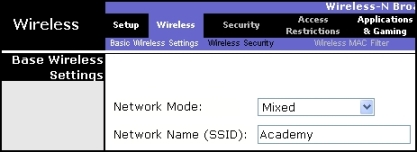 Wireless-N Broa
Wireless
Setup Wireless Security Access Restrictions Applications & Gaming
Basic Wireless Settings Wireless Security Wireless MAC Filter
Base Wireless Settings
Network Mode: Mixed
Network Name (SSID): Academy